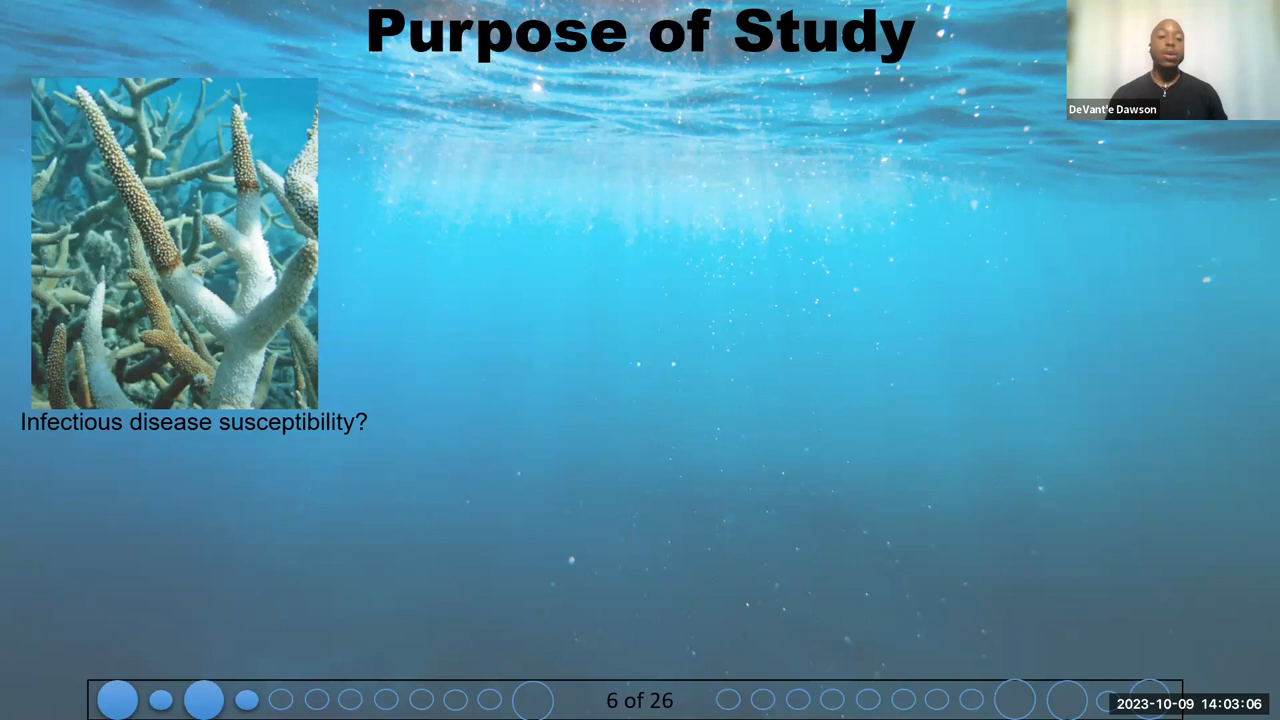 Purpose of Study
DeVant'e Dawson
Infectious disease susceptibility?
6 of 26
2023-10-09 14:03:06